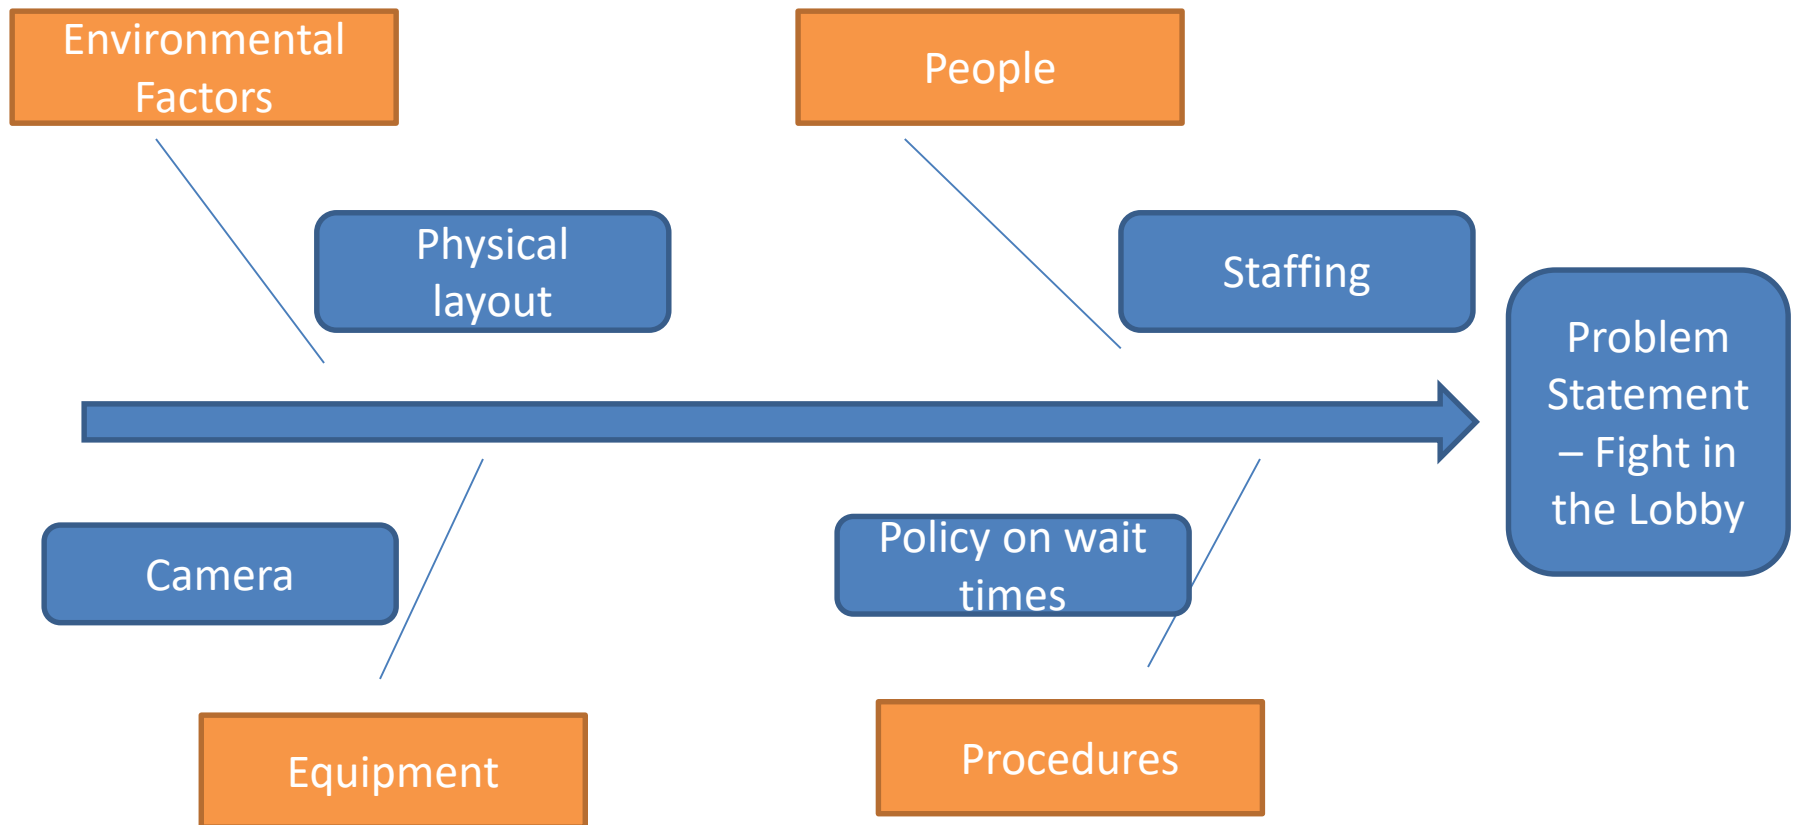 Environmental
Factors
People
Physical
layout
Staffing
Problem
Statement
– Fight in
the Lobby
Camera
Policy on wait
times
Equipment
Procedures